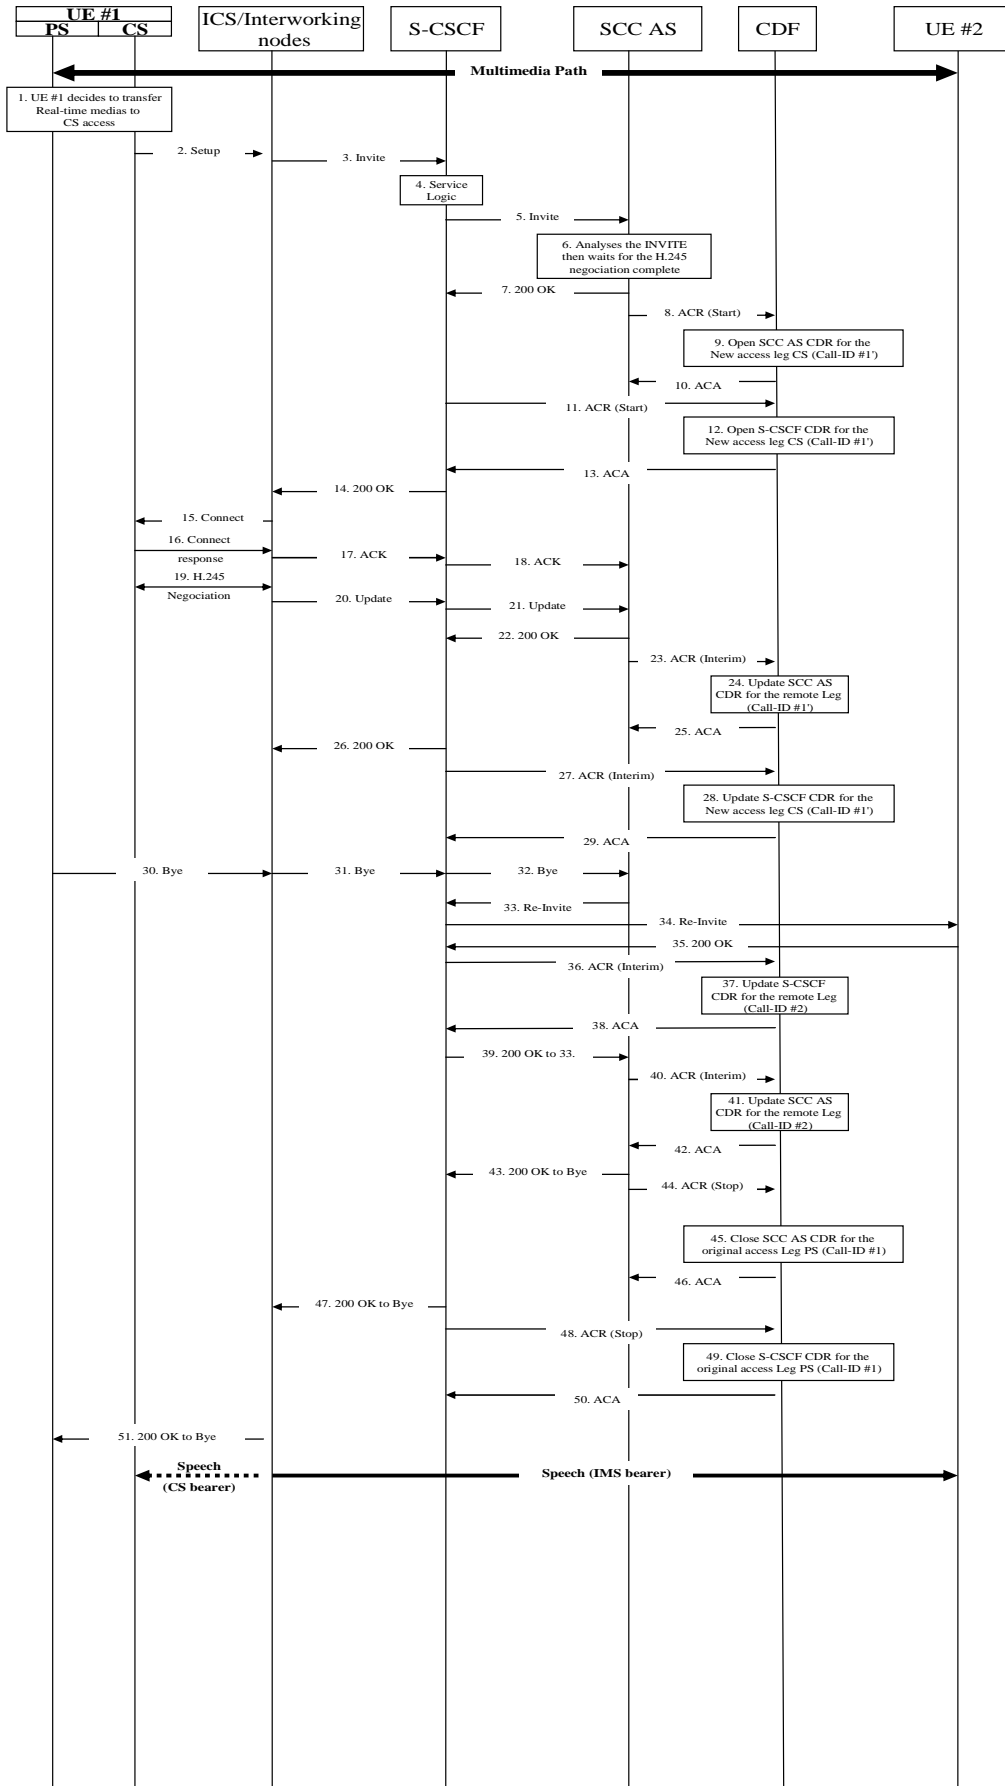 UE #1
PS CS
ICS/Interworking
nodes
S-CSCF
SCC AS
CDF
UE #2
Multimedia Path
1. UE #1 decides to transfer
Real-time medias to
CS access
2. Setup
3. Invite
4. Service
Logic
5. Invite
6. Analyses the INVITE
then waits for the H.245
negociation complete
7. 200 OK
8. ACR (Start)
9. Open SCC AS CDR for the
New access leg CS (Call-ID #1')
10. ACA
11. ACR (Start)
12. Open S-CSCF CDR for the
New access leg CS (Call-ID #1')
13. ACA
14. 200 OK
15. Connect
16. Connect
response
17. ACK
18. ACK
19. H.245
Negociation
20. Update
21. Update
22. 200 OK
23. ACR (Interim)
24. Update SCC AS
CDR for the remote Leg
(Call-ID #1')
25. ACA
26. 200 OK
27. ACR (Interim)
28. Update S-CSCF CDR for the
New access leg CS (Call-ID #1')
29. ACA
30. Bye
31. Bye
32. Bye
33. Re-Invite
34. Re-Invite
35. 200 OK
36. ACR (Interim)
37. Update S-CSCF
CDR for the remote Leg
(Call-ID #2)
38. ACA
39. 200 OK to 33.
40. ACR (Interim)
41. Update SCC AS
CDR for the remote Leg
(Call-ID #2)
42. ACA
43. 200 OK to Bye
44. ACR (Stop)
45. Close SCC AS CDR for the
original access Leg PS (Call-ID #1)
46. ACA
47. 200 OK to Bye
48. ACR (Stop)
49. Close S-CSCF CDR for the
original access Leg PS (Call-ID #1)
50. ACA
51. 200 OK to Bye
Speech
(CS bearer)
Speech (IMS bearer)